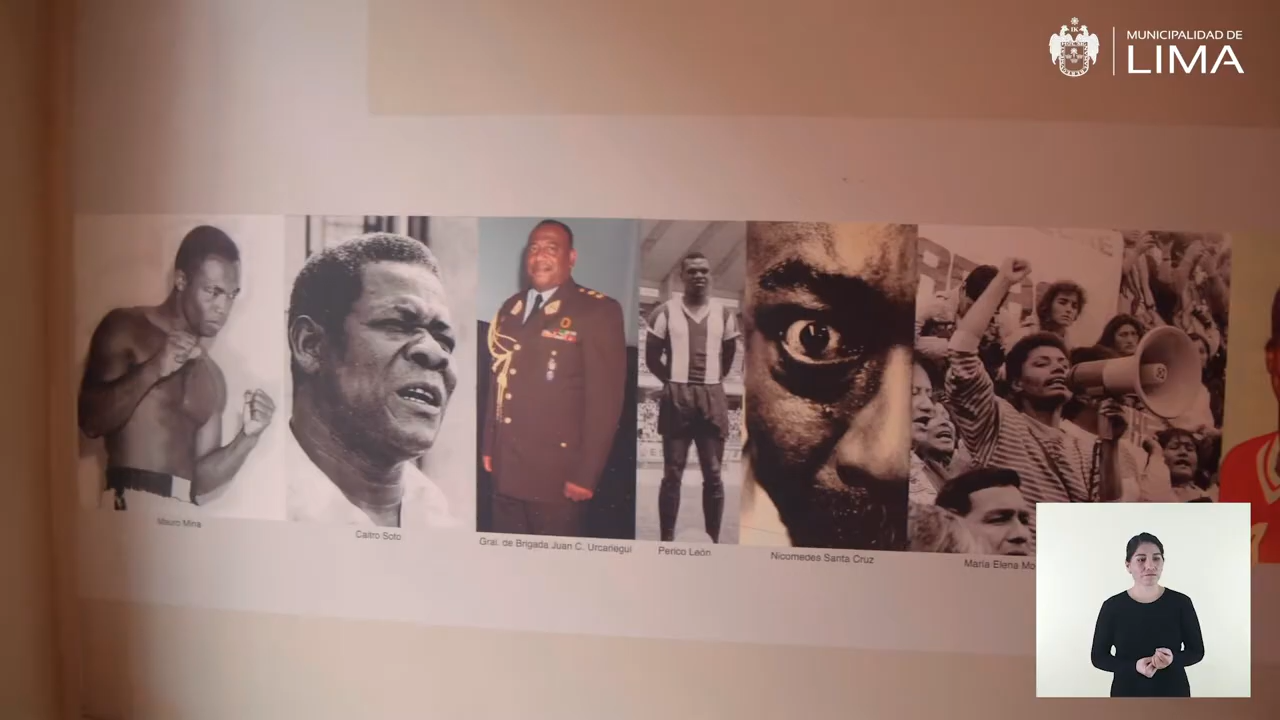 MUNICIPALIDAD DE
LIMA
Mauro Mina
Caitro Soto
Gral. de Brigada Juan C. Urcariegui
Perico León
Nicomedes Santa Cruz
María Elena Mo